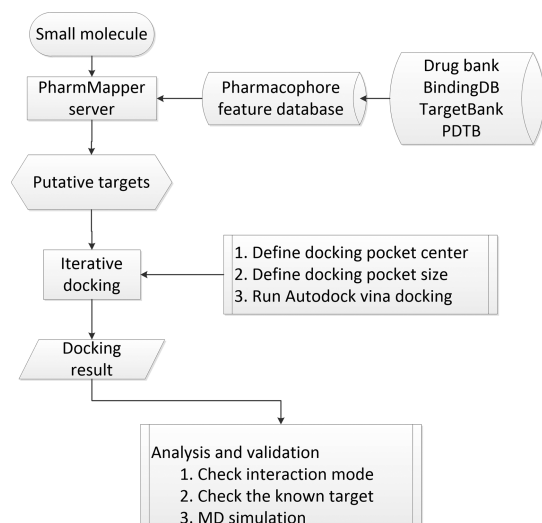 Small molecule
PharmMapper
server
Pharmacophore
feature database
Drug bank
BindingDB
TargetBank
PDTB
Putative targets
Iterative
docking
1. Define docking pocket center
2. Define docking pocket size
3. Run Autodock vina docking
Docking
result
Analysis and validation
1. Check interaction mode
2. Check the known target
3. MD simulation